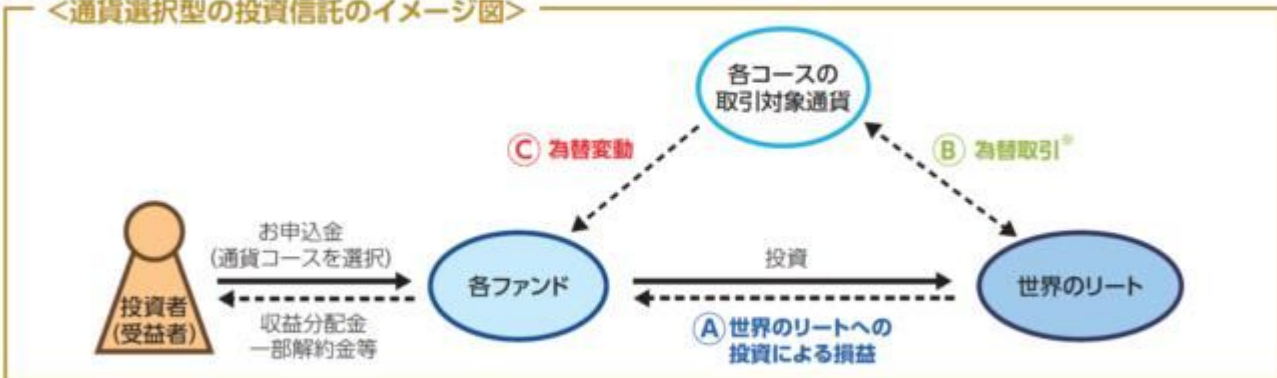 <通貨選択型の投資信託のイメージ図>
各コースの
取引対象通貨
Ⓒ 為替変動
Ⓑ 為替取引※
お申込金
(通貨コースを選択)
各ファンド
投資
世界のリート
投資者
(受益者)
収益分配金
一部解約金等
Ⓐ 世界のリートへの
投資による損益